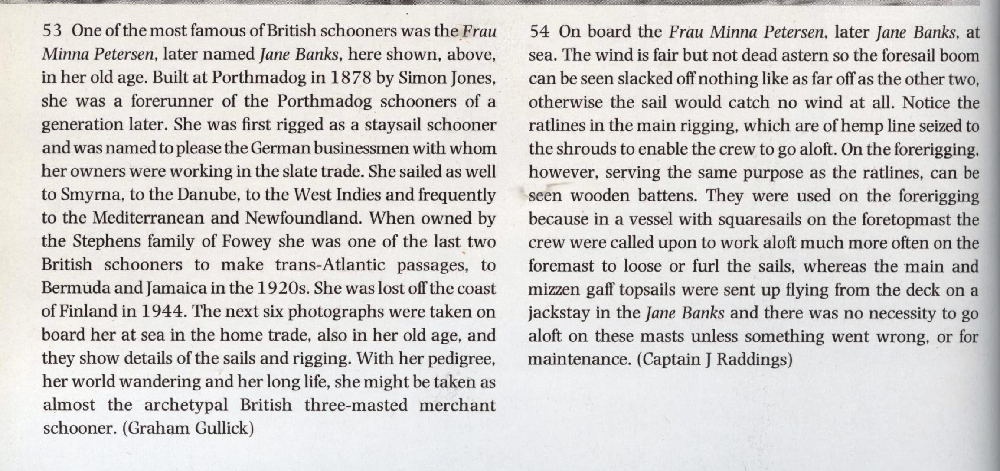 53 One of the most famous of British schooners was the Frau
Minna Petersen, later named Jane Banks, here shown, above,
in her old age. Built at Porthmadog in 1878 by Simon Jones,
she was a forerunner of the Porthmadog schooners of a
generation later. She was first rigged as a staysail schooner
and was named to please the German businessmen with whom
her owners were working in the slate trade. She sailed as well
to Smyrna, to the Danube, to the West Indies and frequently
to the Mediterranean and Newfoundland. When owned by
the Stephens family of Fowey she was one of the last two
British schooners to make trans-Atlantic passages, to
Bermuda and Jamaica in the 1920s. She was lost off the coast
of Finland in 1944. The next six photographs were taken on
board her at sea in the home trade, also in her old age, and
they show details of the sails and rigging. With her pedigree,
her world wandering and her long life, she might be taken as
almost the archetypal British three-masted merchant
schooner. (Graham Gullick)
54 On board the Frau Minna Petersen, later Jane Banks, at
sea. The wind is fair but not dead astern so the foresail boom
can be seen slacked off nothing like as far off as the other two,
otherwise the sail would catch no wind at all. Notice the
ratlines in the main rigging, which are of hemp line seized to
the shrouds to enable the crew to go aloft. On the forerigging,
however, serving the same purpose as the ratlines, can be
seen wooden battens. They were used on the forerigging
because in a vessel with squaresails on the foretopmast the
crew were called upon to work aloft much more often on the
foremast to loose or furl the sails, whereas the main and
mizzen gaff topsails were sent up flying from the deck on a
jackstay in the Jane Banks and there was no necessity to go
aloft on these masts unless something went wrong, or for
maintenance. (Captain J Raddings)